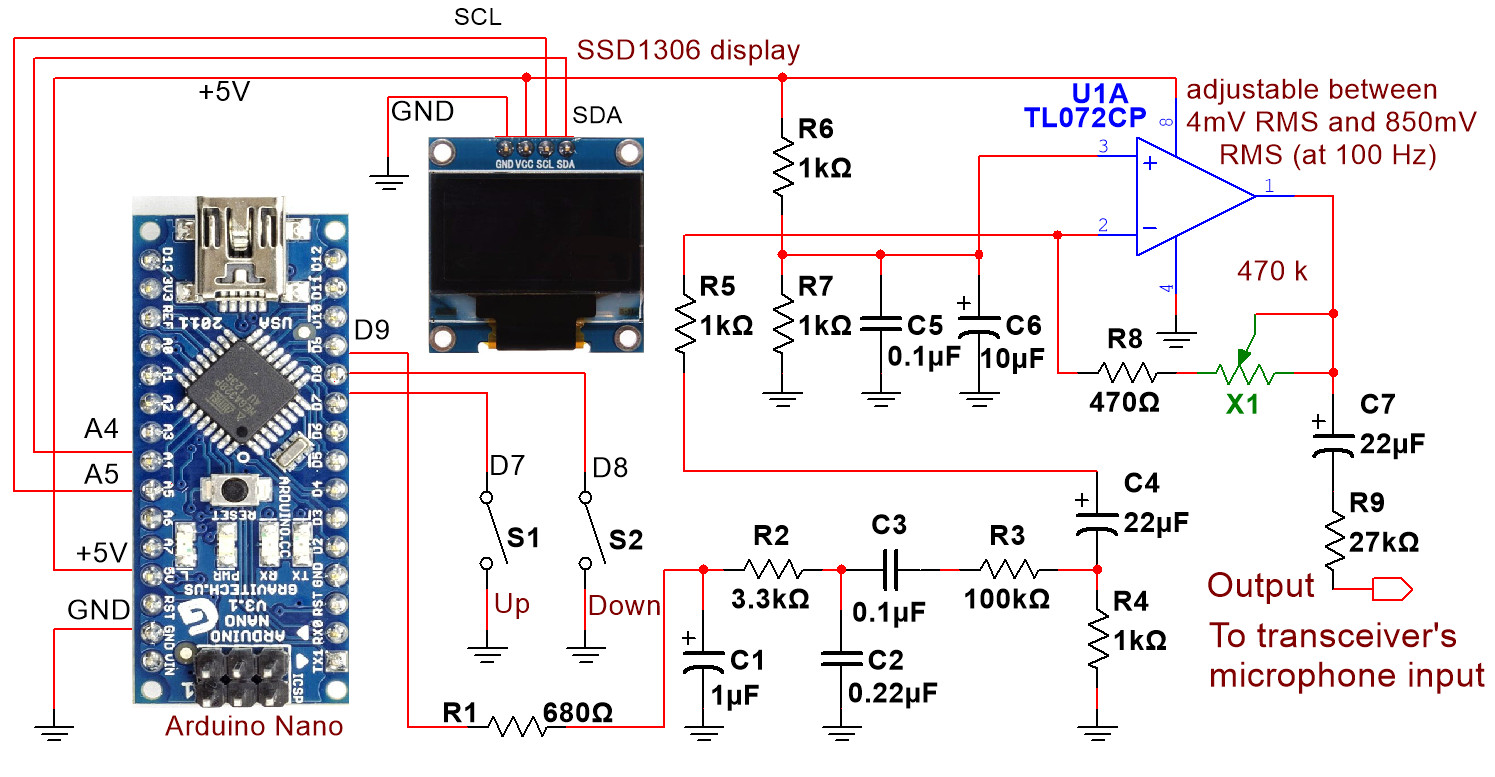 SCL
SSD1306 display
+5V
GND
SDA
GND VCC SCL SDA
U1A
TL072CP
adjustable between
4mV RMS and 850mV
RMS (at 100 Hz)
R6
1kΩ
8
3
+
1
2
−
4
470 k
R5
1kΩ
R7
1kΩ
C5
0.1µF
+
C6
10µF
R8
470Ω
X1
D9
A4
A5
+5V
GND
D13
3V3
REF
A0
A1
A2
A3
A4
A5
A6
A7
5V
RST
GND
VIN
D12
D11
D10
D9
D8
D7
D6
D5
D4
D3
D2
GND
RST
RX0
TX1
USA
2011
RESET
ARDUINO.CC
L
PWR
RX
TX
GRAVITECH.US
ARDUINO
NANO
V3.1
ICSP
1
Arduino Nano
D7
S1
Up
D8
S2
Down
R1
680Ω
+
C1
1µF
R2
3.3kΩ
C2
0.22µF
C3
0.1µF
R3
100kΩ
+
C4
22µF
R4
1kΩ
+
C7
22µF
R9
27kΩ
Output
To transceiver's
microphone input